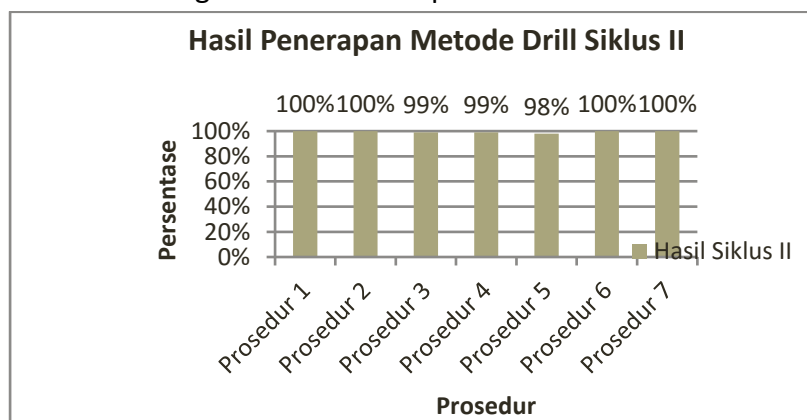 Hasil Penerapan Metode Drill Siklus II
100% 100% 99% 99% 98% 100% 100%
100%
80%
60%
40%
20%
0%
Persentase
Hasil Siklus II
Prosedur 1
Prosedur 2
Prosedur 3
Prosedur 4
Prosedur 5
Prosedur 6
Prosedur 7
Prosedur